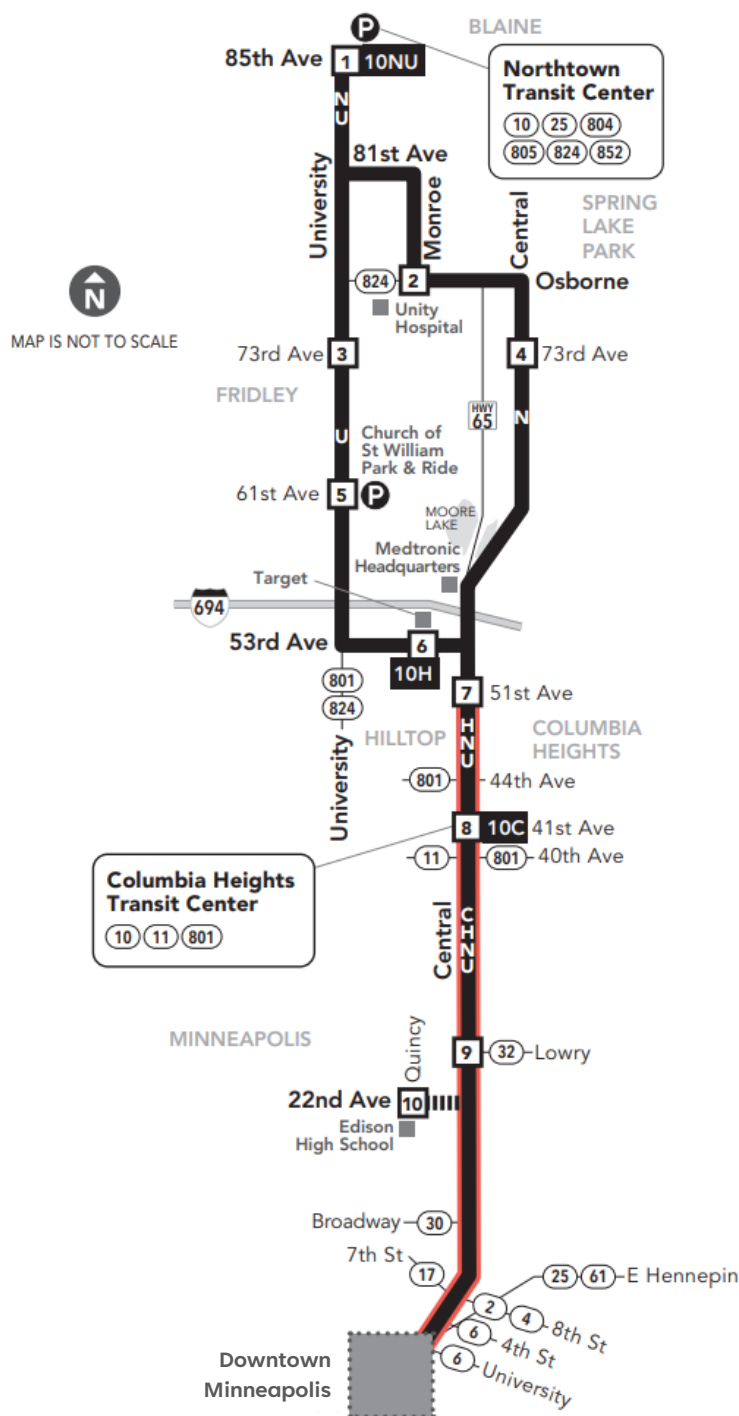 P
BLAINE
85th Ave
1
10NU
Northtown
Transit Center
10 25 804
805 824 852
NU
81st Ave
University
Monroe
Central
SPRING
LAKE
PARK
N
MAP IS NOT TO SCALE
824
2
Osborne
Unity
Hospital
73rd Ave
3
4
73rd Ave
FRIDLEY
HWY
65
N
U
Church of
St William
Park & Ride
61st Ave
5
P
MOORE
LAKE
Medtronic
Headquarters
Target
694
53rd Ave
6
10H
7
51st Ave
801
824
University
HILLTOP
HNU
COLUMBIA
HEIGHTS
801
44th Ave
8
10C
41st Ave
11
801
40th Ave
Columbia Heights
Transit Center
10 11 801
Central
CHNU
MINNEAPOLIS
Quincy
9
32
Lowry
22nd Ave
10
Edison
High School
Broadway
30
7th St
17
25
61
E Hennepin
2
4
8th St
6
4th St
6
University
Downtown
Minneapolis